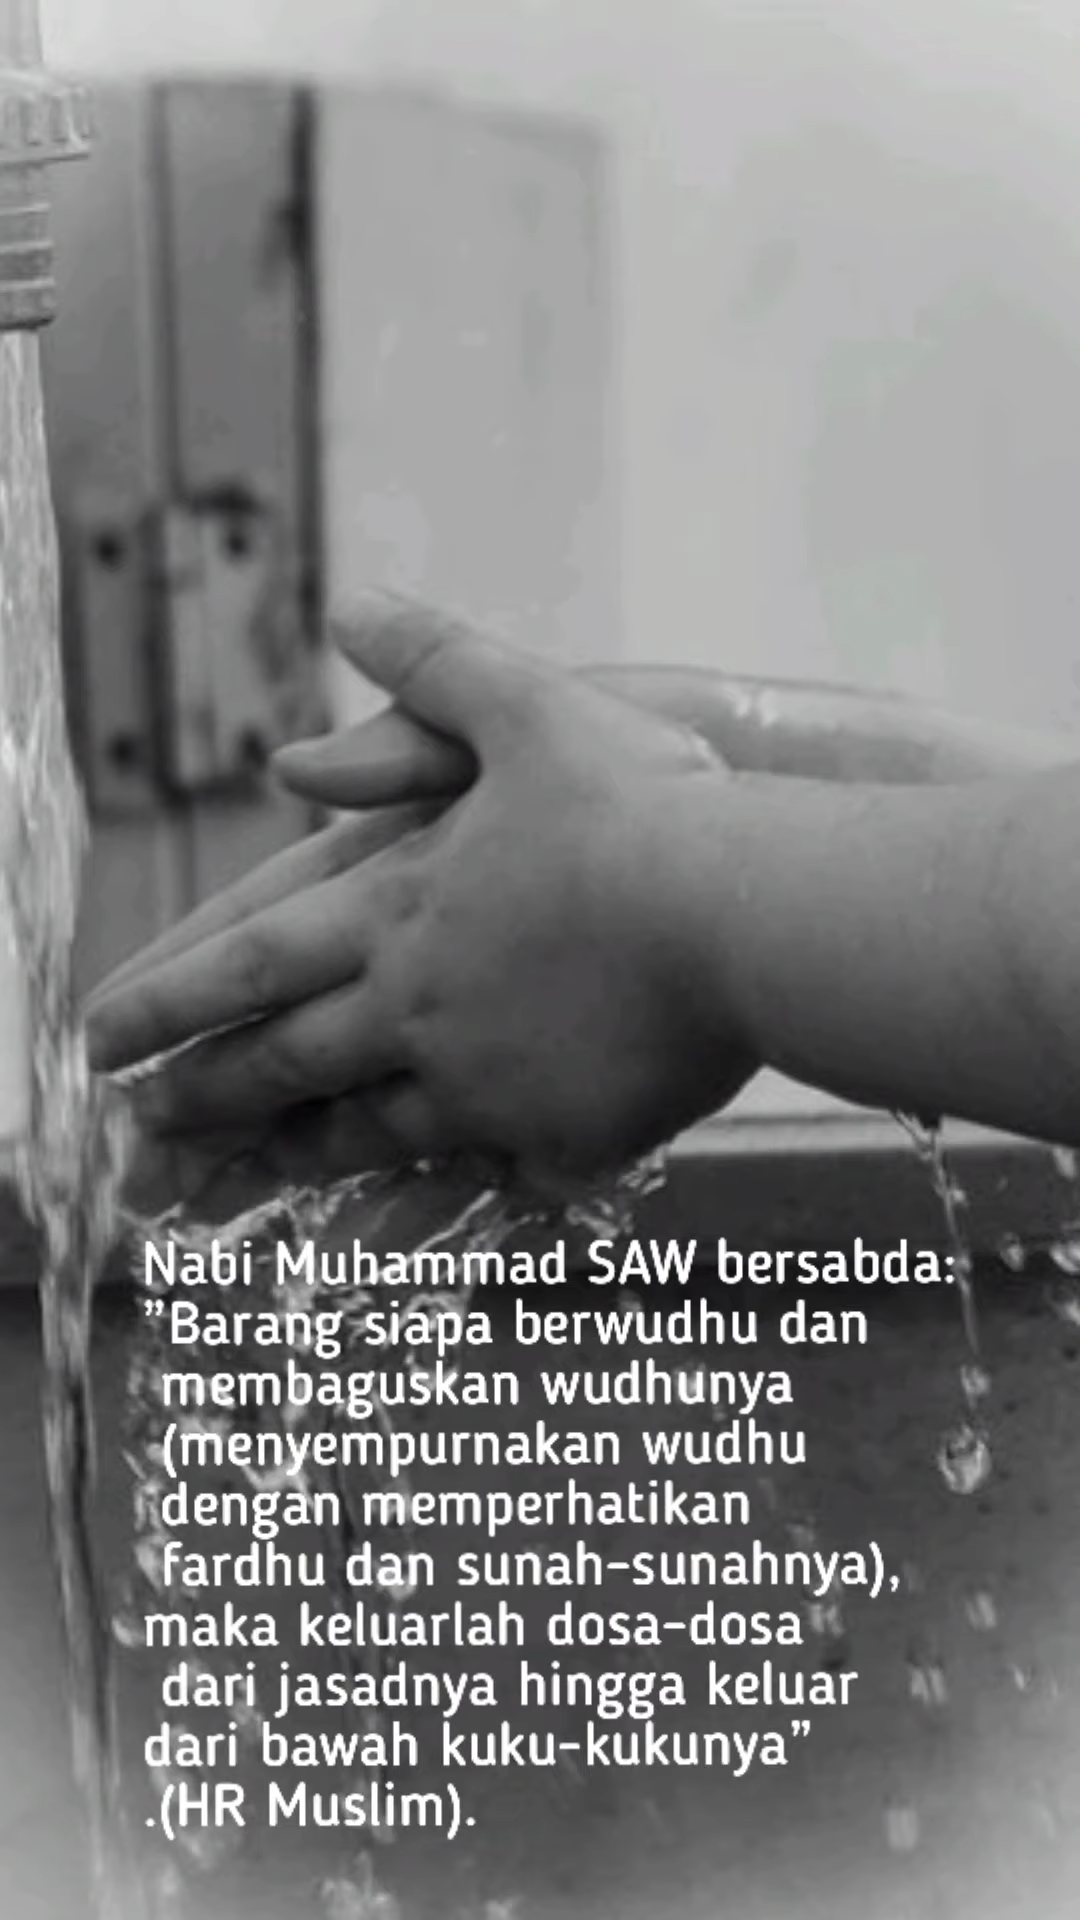 Nabi Muhammad SAW bersabda:
"Barang siapa berwudhu dan
membaguskan wudhunya
(menyempurnakan wudhu
dengan memperhatikan
fardhu dan sunah-sunahnya),
maka keluarlah dosa-dosa
dari jasadnya hingga keluar
dari bawah kuku-kukunya"
.(HR Muslim).